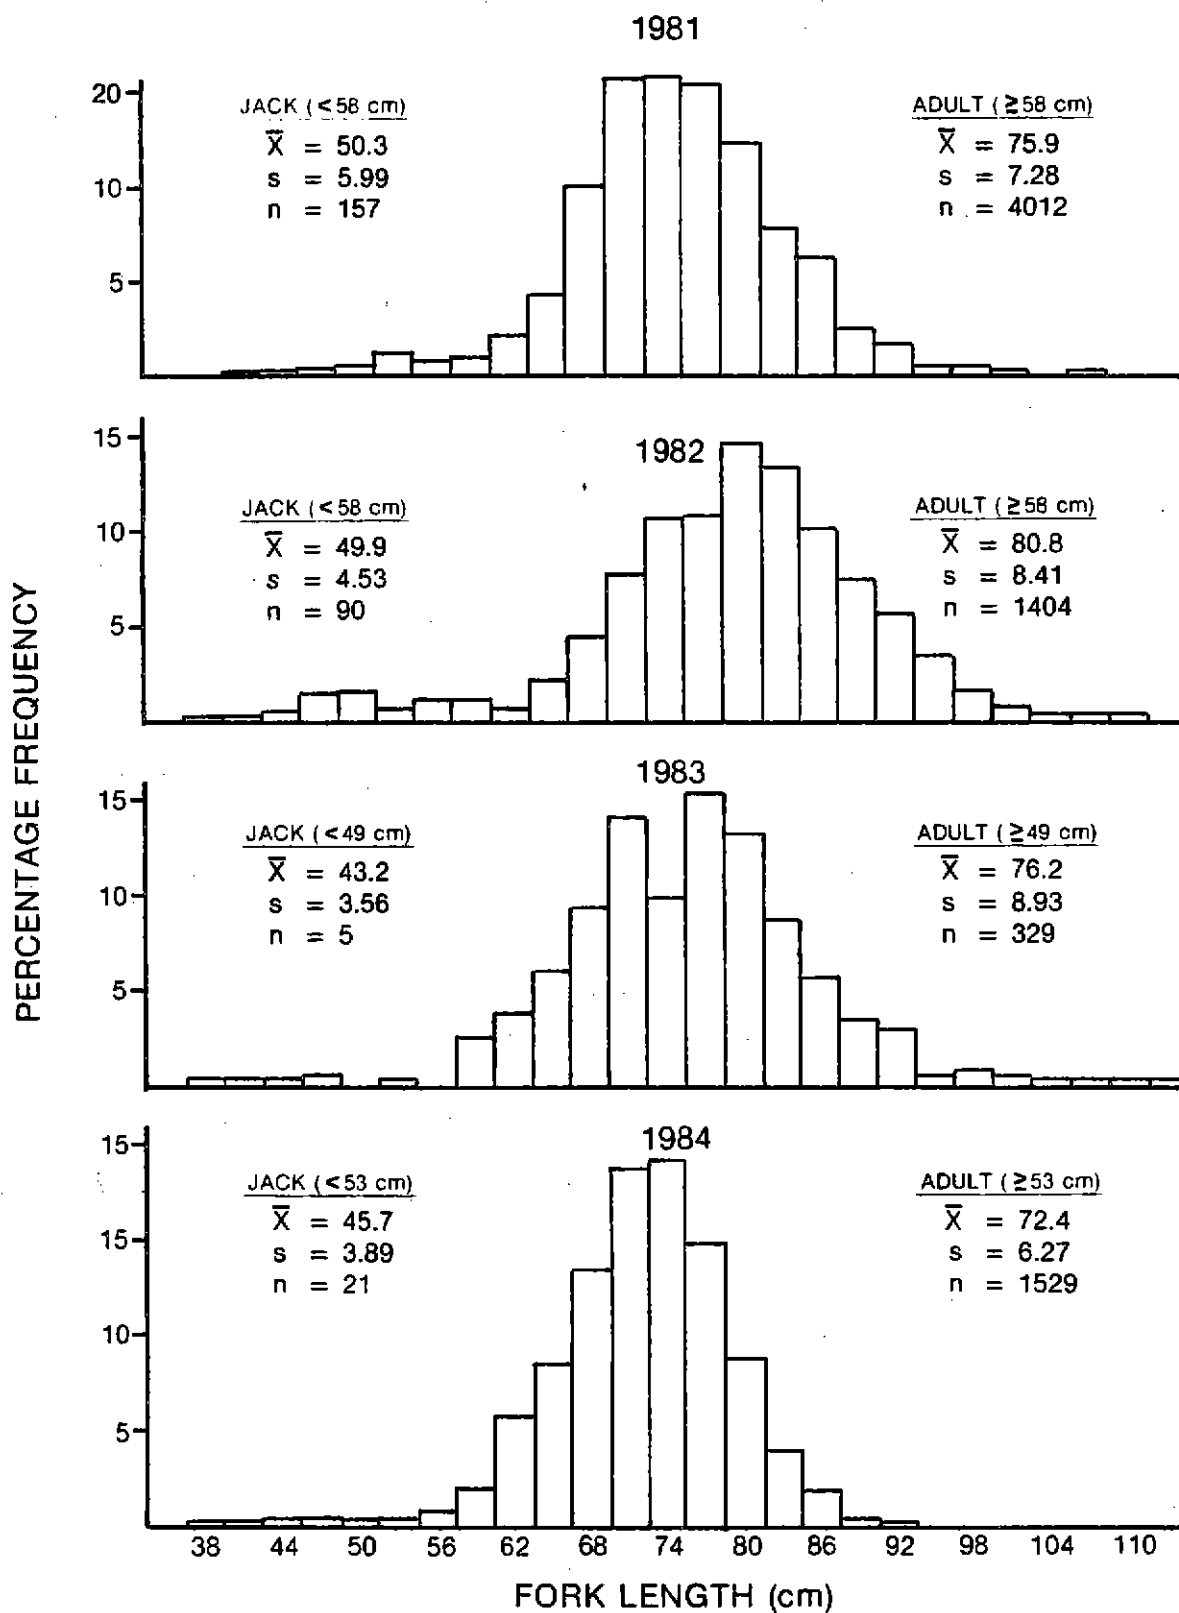 1981
20
10
5
JACK (<58 cm)
X̄ = 50.3
s = 5.99
n = 157
ADULT (≥58 cm)
X̄ = 75.9
s = 7.28
n = 4012
1982
15
10
5
JACK (<58 cm)
X̄ = 49.9
s = 4.53
n = 90
ADULT (≥58 cm)
X̄ = 80.8
s = 8.41
n = 1404
PERCENTAGE FREQUENCY
1983
15
10
5
JACK (<49 cm)
X̄ = 43.2
s = 3.56
n = 5
ADULT (≥49 cm)
X̄ = 76.2
s = 8.93
n = 329
1984
15
15
10
5
JACK (<53 cm)
X̄ = 45.7
s = 3.89
n = 21
ADULT (≥53 cm)
X̄ = 72.4
s = 6.27
n = 1529
38 44 50 56 62 68 74 80 86 92 98 104 110
FORK LENGTH (cm)